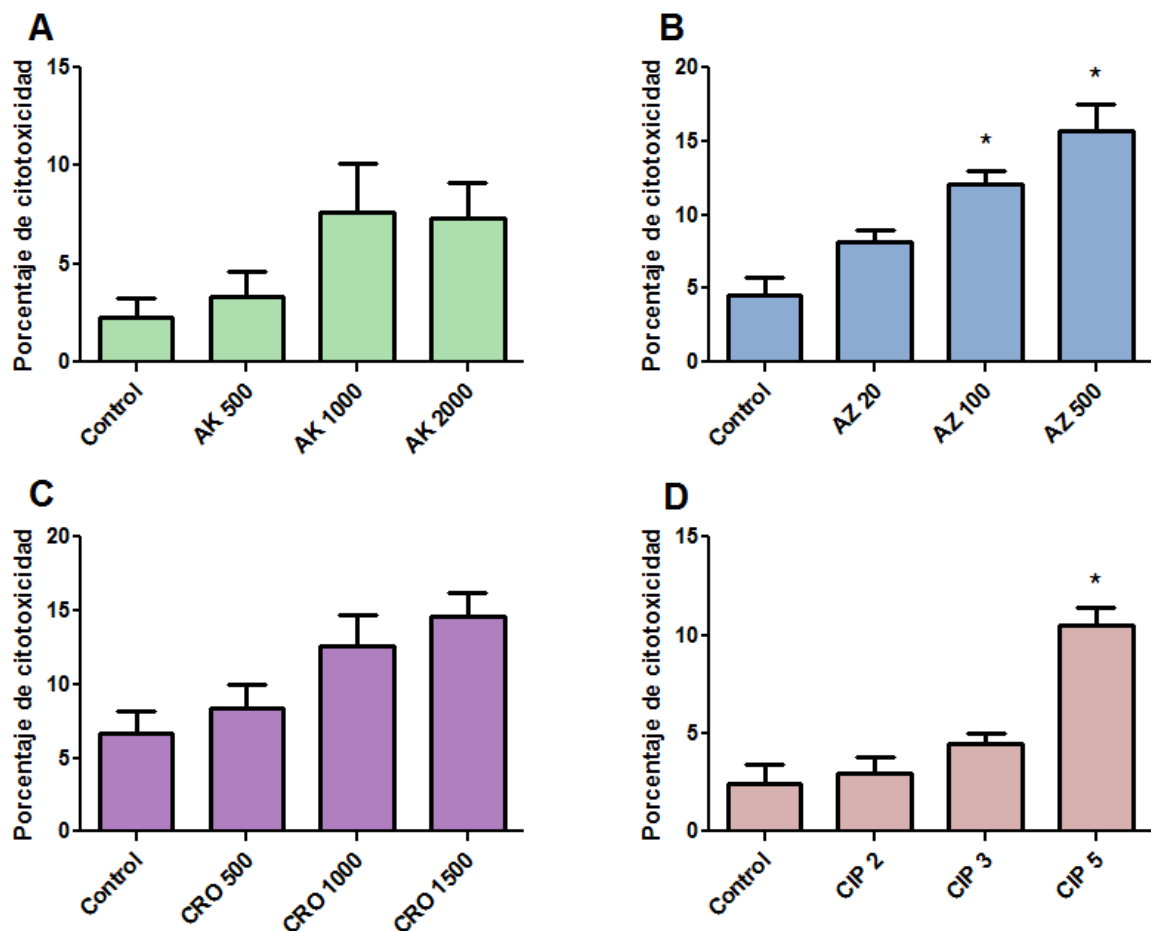 A
Porcentaje de citotoxicidad
15
10
5
0
Control
AK 500
AK 1000
AK 2000
B
Porcentaje de citotoxicidad
20
15
10
5
0
*
*
Control
AZ 20
AZ 100
AZ 500
C
Porcentaje de citotoxicidad
20
15
10
5
0
Control
CRO 500
CRO 1000
CRO 1500
D
Porcentaje de citotoxicidad
15
10
5
0
*
Control
CIP 2
CIP 3
CIP 5